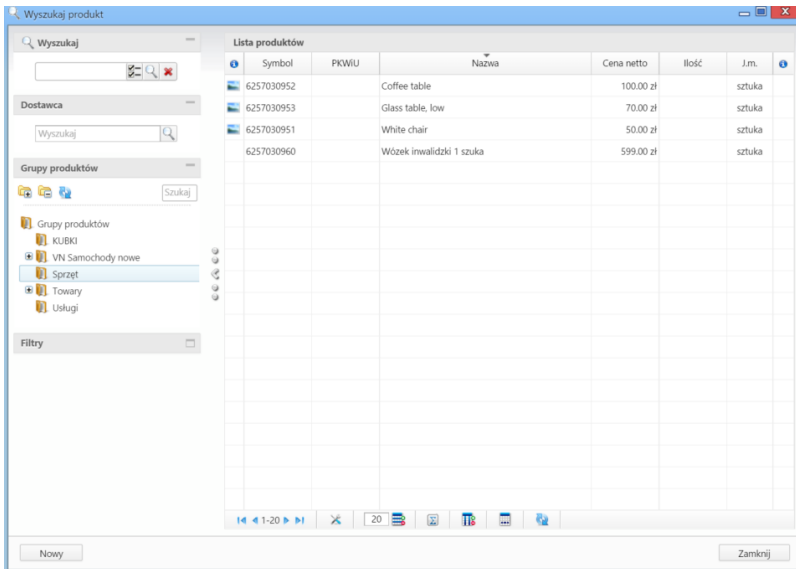 Wyszukaj produkt
Wyszukaj
Dostawca
Wyszukaj
Grupy produktów
Szukaj
Grupy produktów
KUBKI
VN Samochody nowe
Sprzęt
Towary
Usługi
Filtry
Lista produktów
Symbol PKWiU Nazwa Cena netto Ilość J.m.
6257030952 Coffee table 100.00 zł sztuka
6257030953 Glass table, low 70.00 zł sztuka
6257030951 White chair 50.00 zł sztuka
6257030960 Wózek inwalidzki 1 szuka 599.00 zł sztuka
1-20 20
Nowy Zamknij